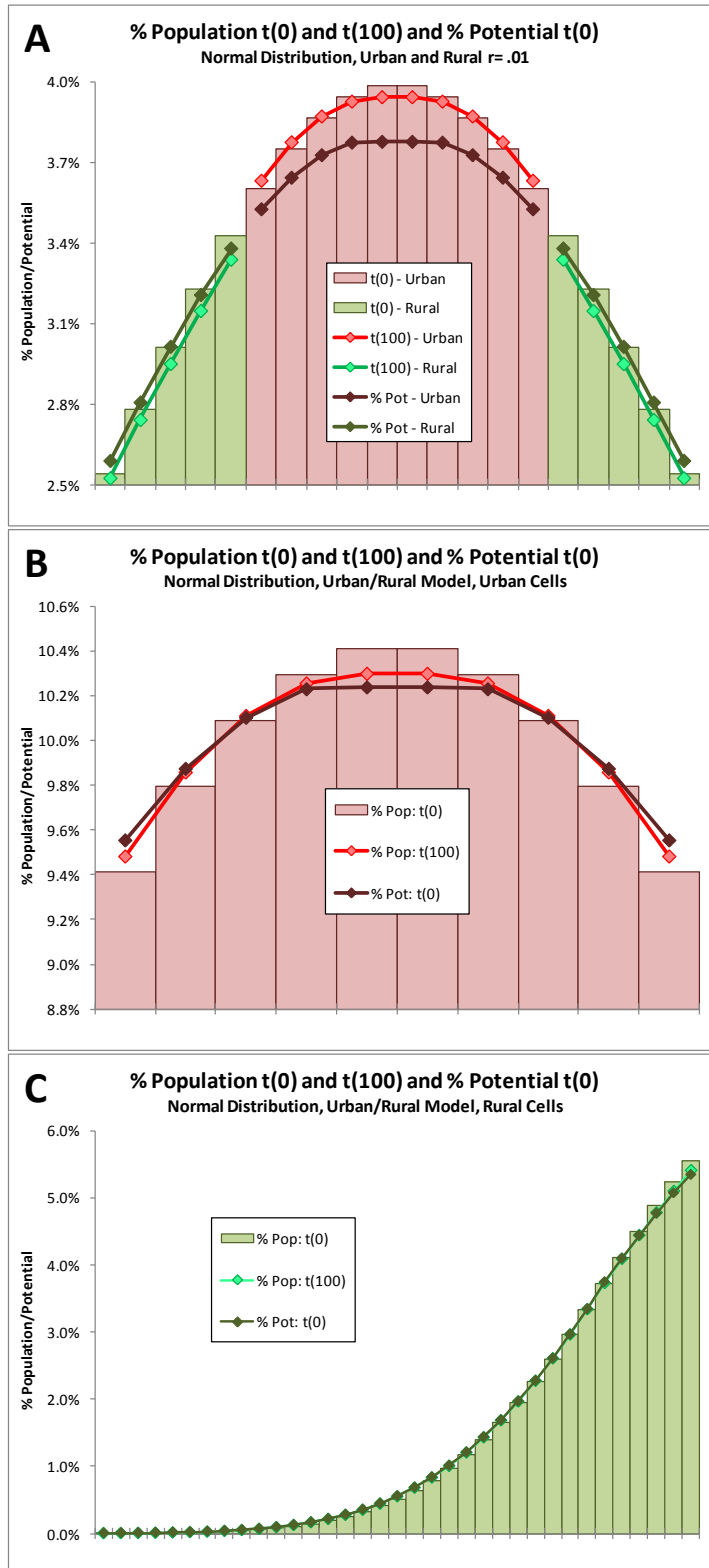 A
% Population t(0) and t(100) and % Potential t(0)
Normal Distribution, Urban and Rural r= .01
% Population/Potential
4.0%
3.7%
3.4%
3.1%
2.8%
2.5%
t(0) - Urban
t(0) - Rural
t(100) - Urban
t(100) - Rural
% Pot - Urban
% Pot - Rural
B
% Population t(0) and t(100) and % Potential t(0)
Normal Distribution, Urban/Rural Model, Urban Cells
% Population/Potential
10.6%
10.4%
10.2%
10.0%
9.8%
9.6%
9.4%
9.2%
9.0%
8.8%
% Pop: t(0)
% Pop: t(100)
% Pot: t(0)
C
% Population t(0) and t(100) and % Potential t(0)
Normal Distribution, Urban/Rural Model, Rural Cells
% Population/Potential
6.0%
5.0%
4.0%
3.0%
2.0%
1.0%
0.0%
% Pop: t(0)
% Pop: t(100)
% Pot: t(0)